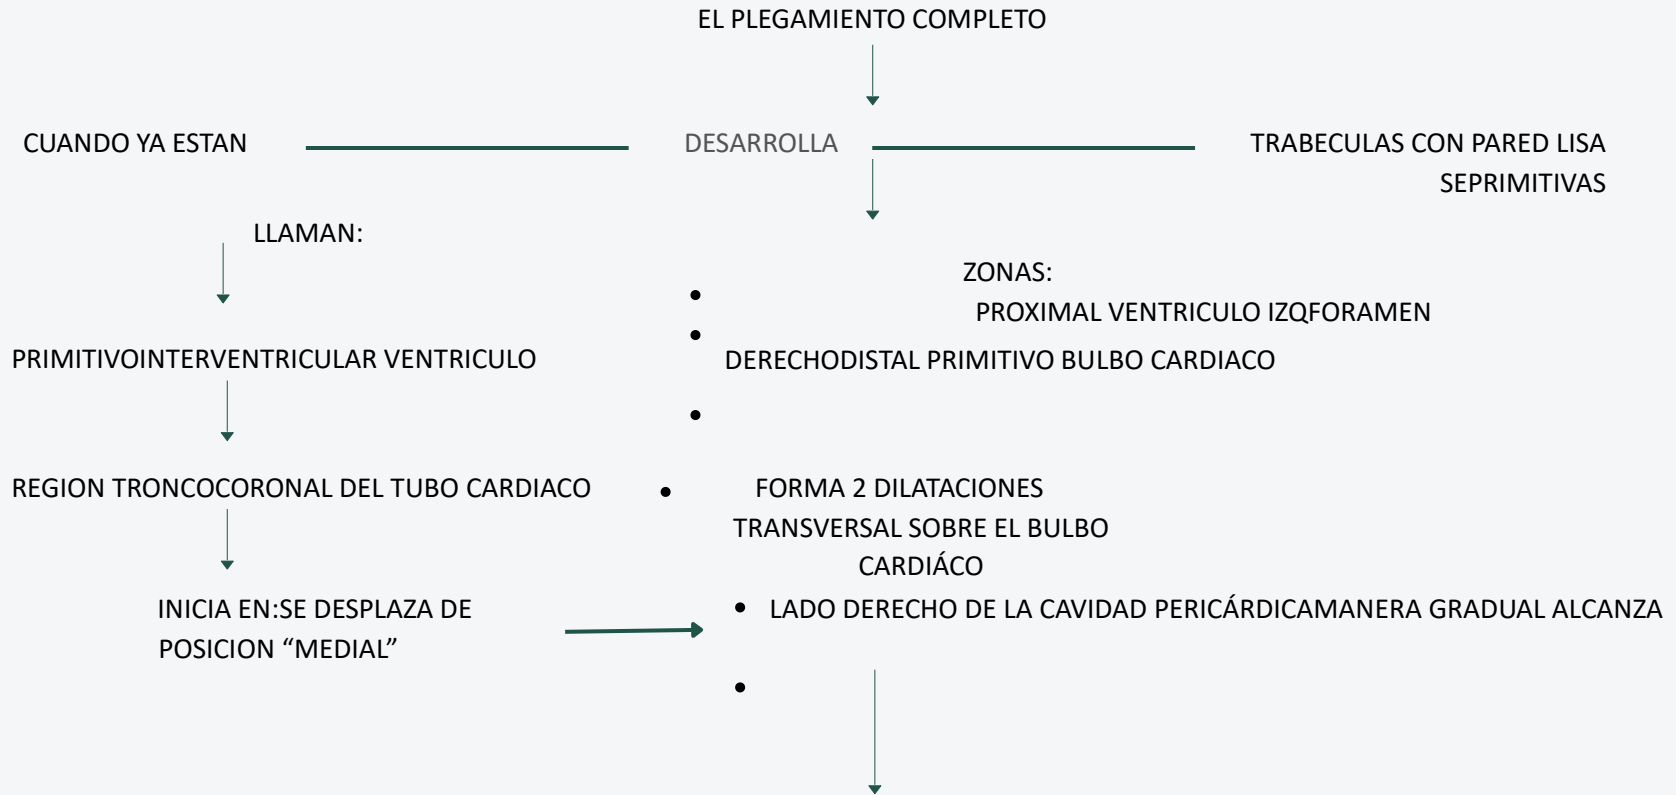 EL PLEGAMIENTO COMPLETO
CUANDO YA ESTAN
DESARROLLA
TRABECULAS CON PARED LISA
SEPRIMITIVAS
LLAMAN:
ZONAS:
PROXIMAL VENTRICULO IZQFORAMEN
PRIMITIVOINTERVENTRICULAR VENTRICULO
DERECHODISTAL PRIMITIVO BULBO CARDIACO
REGION TRONCOCORONAL DEL TUBO CARDIACO
FORMA 2 DILATACIONES
TRANSVERSAL SOBRE EL BULBO
CARDIÁCO
INICIA EN:SE DESPLAZA DE
POSICION “MEDIAL”
LADO DERECHO DE LA CAVIDAD PERICÁRDICAMANERA GRADUAL ALCANZA